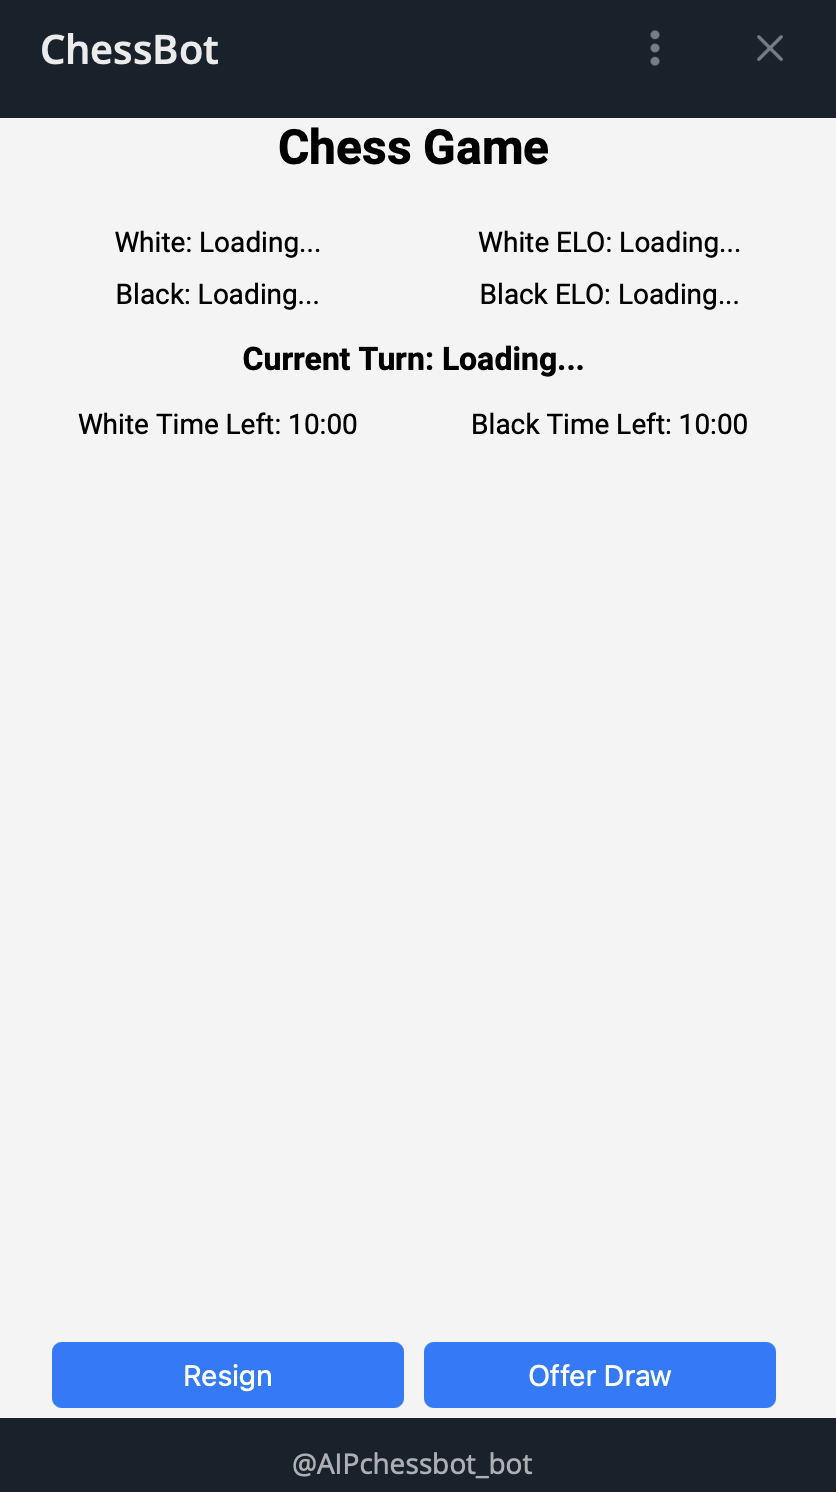 ChessBot
Chess Game
White: Loading...
White ELO: Loading...
Black: Loading...
Black ELO: Loading...
Current Turn: Loading...
White Time Left: 10:00
Black Time Left: 10:00
Resign
Offer Draw
@AIPchessbot_bot